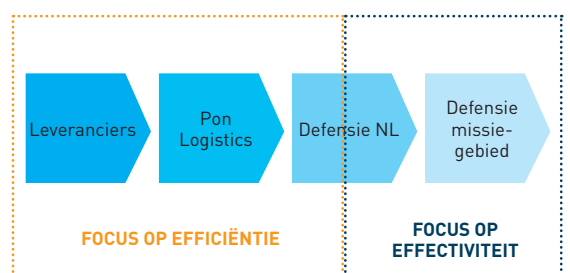 Leveranciers
Pon
Logistics
Defensie NL
Defensie
missie-
gebied
FOCUS OP EFFICIËNTIE
FOCUS OP
EFFECTIVITEIT